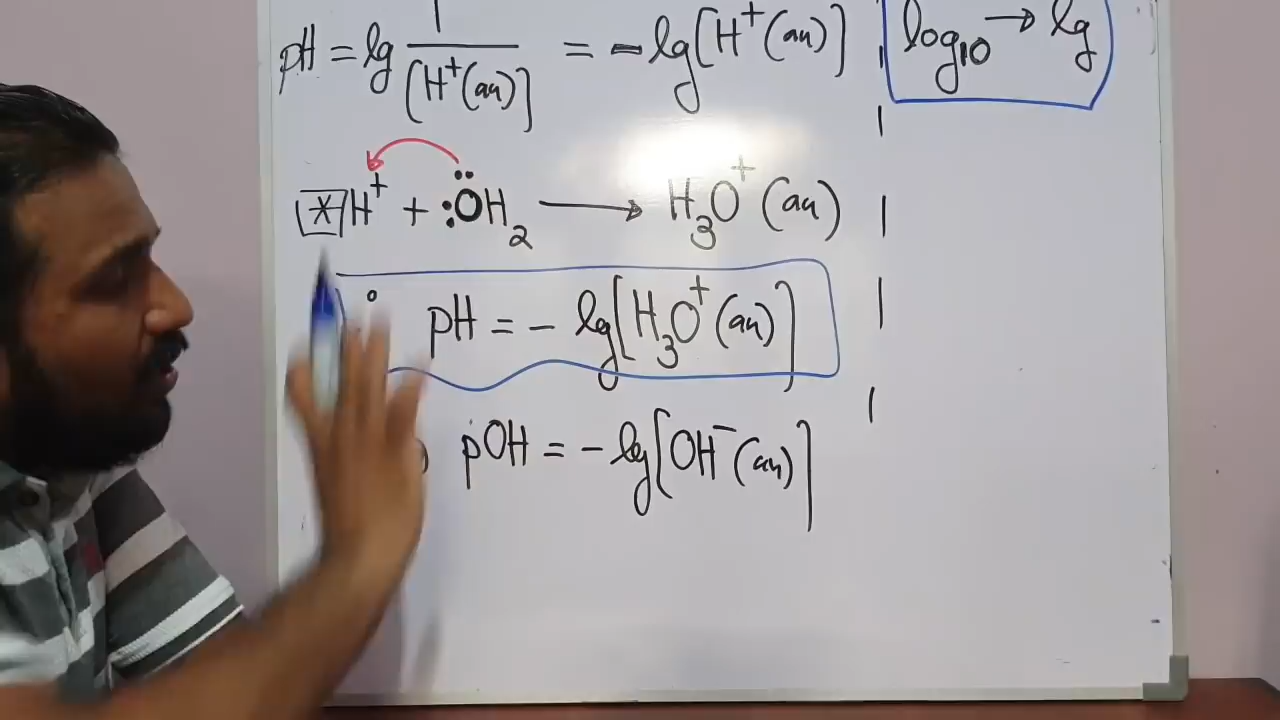 pH = lg 1/[H⁺(aq)] = -lg[H⁺(aq)]
log₁₀ → lg
*H⁺ + :ÖH₂ → H₃O⁺(aq)
pH = - lg[H₃O⁺(aq)]
pOH = - lg[OH⁻(aq)]